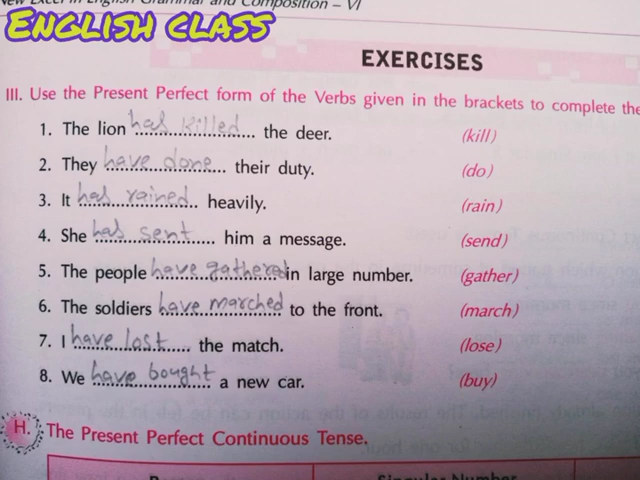 New Excel in English Grammar and Composition – VI
ENGLISH CLASS
EXERCISES
III. Use the Present Perfect form of the Verbs given in the brackets to complete the
1. The lion has killed the deer. (kill)
2. They have done their duty. (do)
3. It has rained heavily. (rain)
4. She has sent him a message. (send)
5. The people have gathered in large number. (gather)
6. The soldiers have marched to the front. (march)
7. I have lost the match. (lose)
8. We have bought a new car. (buy)
H. The Present Perfect Continuous Tense.
Singular Number